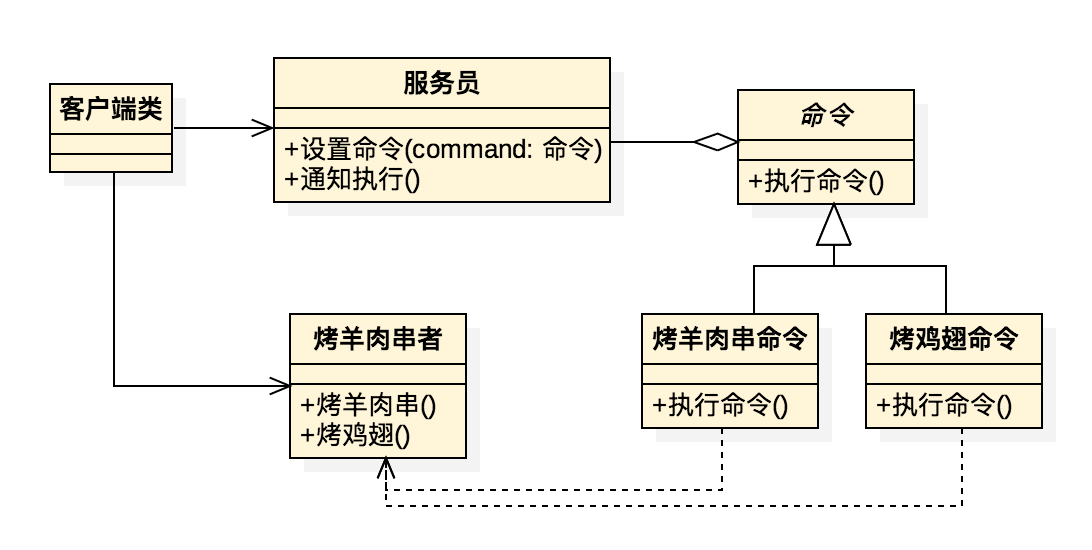 客户端类
服务员
+设置命令(command: 命令)
+通知执行()
命令
+执行命令()
烤羊肉串者
+烤羊肉串()
+烤鸡翅()
烤羊肉串命令
+执行命令()
烤鸡翅命令
+执行命令()